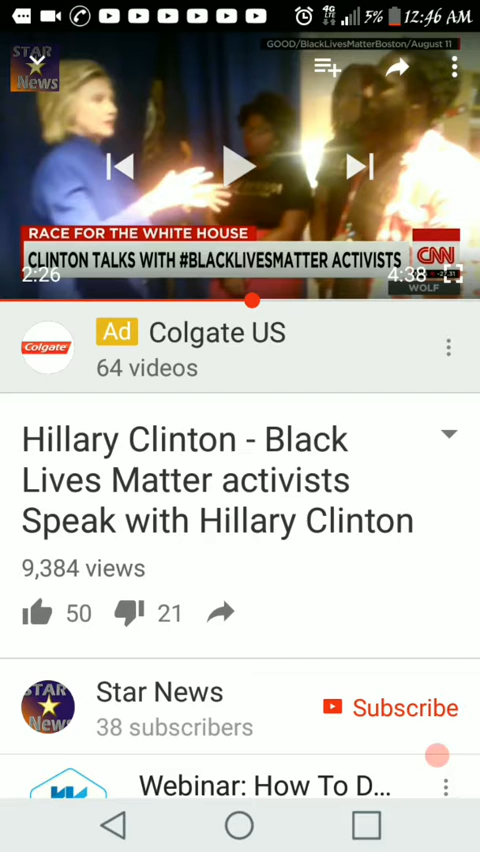 4G
LTE
5%
12:46 AM
GOOD/BlackLivesMatterBoston/August 11
STAR
News
RACE FOR THE WHITE HOUSE
CLINTON TALKS WITH #BLACKLIVESMATTER ACTIVISTS
CNN
2:26
4:38
WOLF
Colgate
Ad Colgate US
64 videos
Hillary Clinton - Black
Lives Matter activists
Speak with Hillary Clinton
9,384 views
50 21
STAR
News
Star News
Subscribe
38 subscribers
Webinar: How To D...